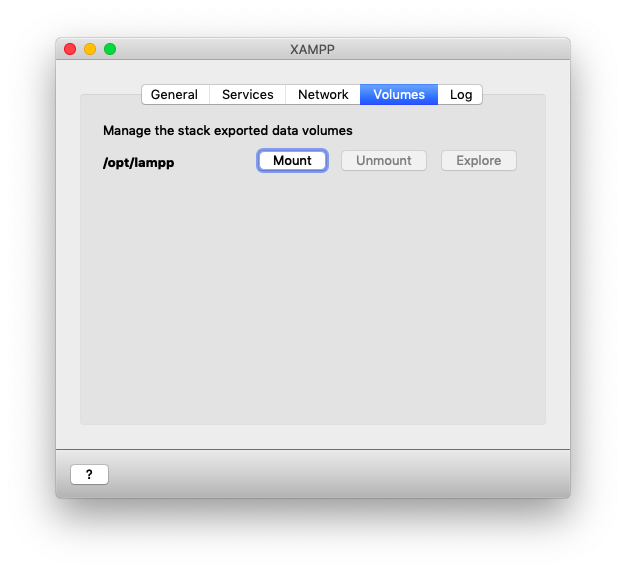 XAMPP
General Services Network Volumes Log
Manage the stack exported data volumes
/opt/lampp Mount Unmount Explore
?